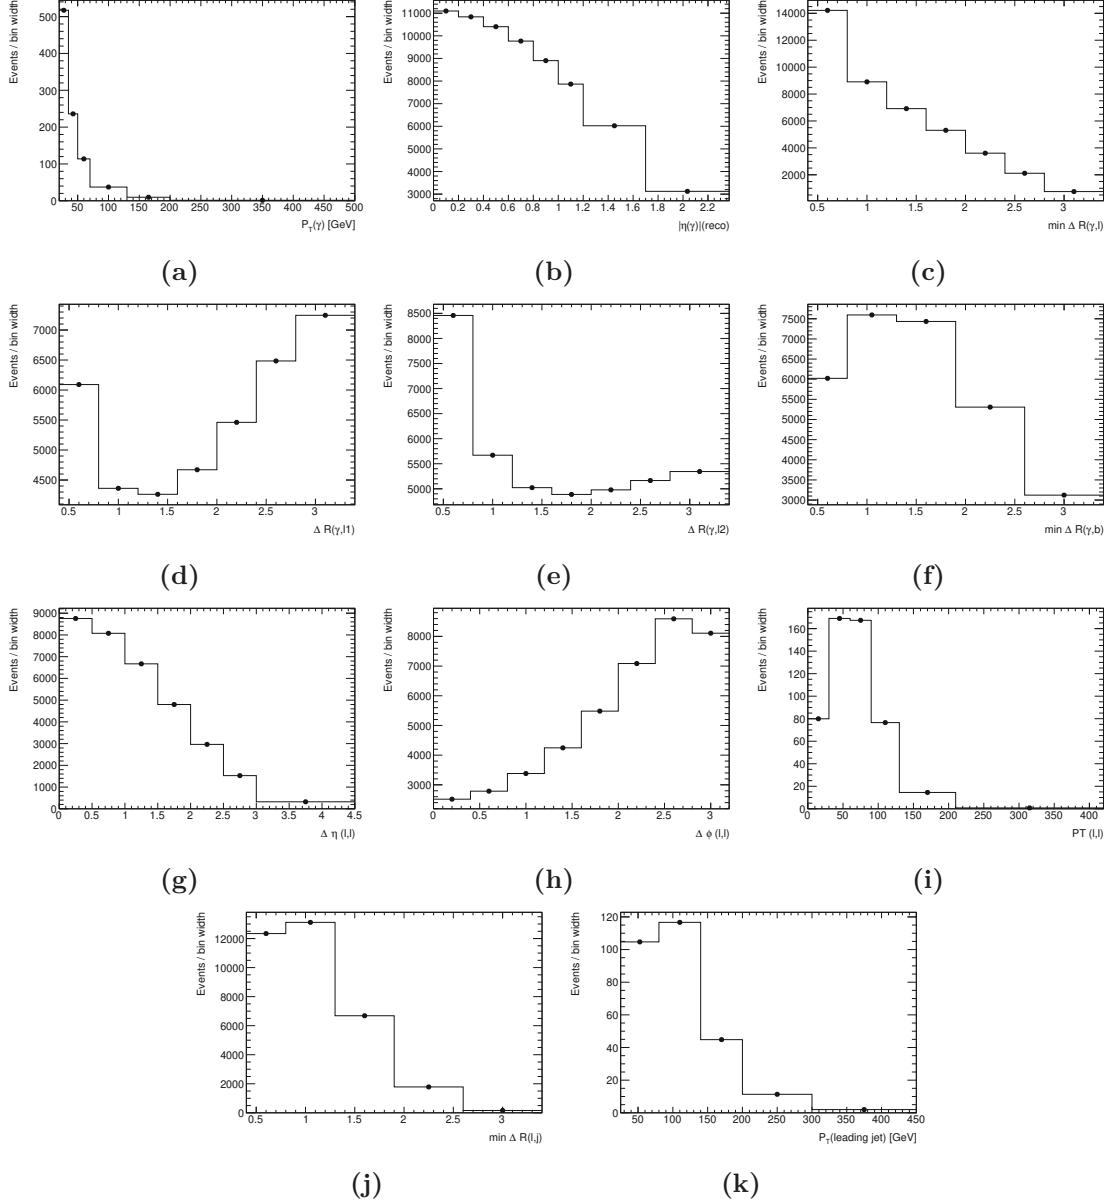 Events / bin width
500
400
300
200
100
0
50 100 150 200 250 300 350 400 450 500
P_T(γ) [GeV]
(a)
Events / bin width
11000
10000
9000
8000
7000
6000
5000
4000
3000
0 0.2 0.4 0.6 0.8 1 1.2 1.4 1.6 1.8 2 2.2
|η(γ)|(reco)
(b)
Events / bin width
14000
12000
10000
8000
6000
4000
2000
0.5 1 1.5 2 2.5 3
min Δ R(γ,l)
(c)
Events / bin width
7000
6500
6000
5500
5000
4500
0.5 1 1.5 2 2.5 3
Δ R(γ,l1)
(d)
Events / bin width
8500
8000
7500
7000
6500
6000
5500
5000
0.5 1 1.5 2 2.5 3
Δ R(γ,l2)
(e)
Events / bin width
7500
7000
6500
6000
5500
5000
4500
4000
3500
3000
0.5 1 1.5 2 2.5 3
min Δ R(γ,b)
(f)
Events / bin width
9000
8000
7000
6000
5000
4000
3000
2000
1000
0
0 0.5 1 1.5 2 2.5 3 3.5 4 4.5
Δ η (l,l)
(g)
Events / bin width
8000
7000
6000
5000
4000
3000
0 0.5 1 1.5 2 2.5 3
Δ ϕ (l,l)
(h)
Events / bin width
160
140
120
100
80
60
40
20
0
0 50 100 150 200 250 300 350 400
PT (l,l)
(i)
Events / bin width
12000
10000
8000
6000
4000
2000
0
0.5 1 1.5 2 2.5 3
min Δ R(l,j)
(j)
Events / bin width
120
100
80
60
40
20
0
50 100 150 200 250 300 350 400 450
P_T(leading jet) [GeV]
(k)